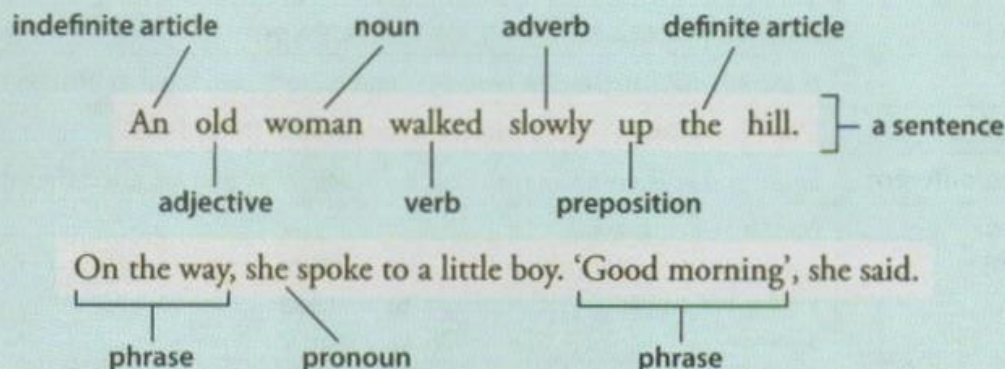 indefinite article noun adverb definite article
An old woman walked slowly up the hill. a sentence
adjective verb preposition
On the way, she spoke to a little boy. 'Good morning', she said.
phrase pronoun phrase